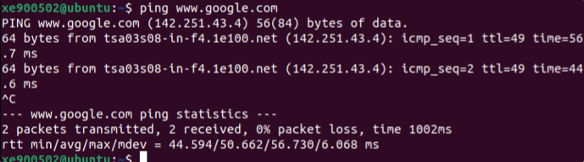 xe900502@ubuntu:~$ ping www.google.com
PING www.google.com (142.251.43.4) 56(84) bytes of data.
64 bytes from tsa03s08-in-f4.1e100.net (142.251.43.4): icmp_seq=1 ttl=49 time=56
.7 ms
64 bytes from tsa03s08-in-f4.1e100.net (142.251.43.4): icmp_seq=2 ttl=49 time=44
.6 ms
^C
--- www.google.com ping statistics ---
2 packets transmitted, 2 received, 0% packet loss, time 1002ms
rtt min/avg/max/mdev = 44.594/50.662/56.730/6.068 ms
xe900502@ubuntu:~$